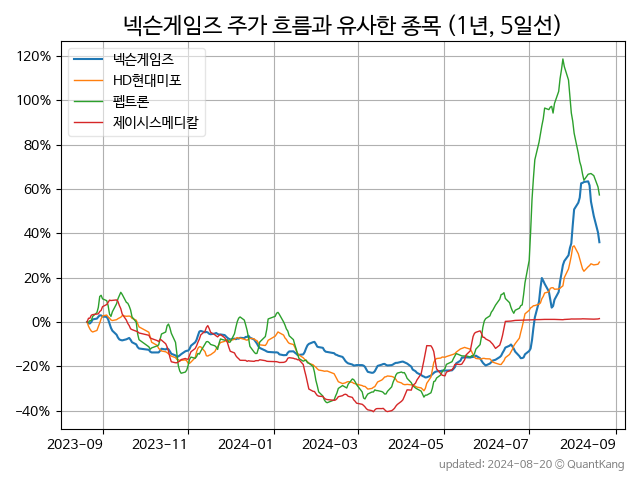 넥슨게임즈 주가 흐름과 유사한 종목 (1년, 5일선)
넥슨게임즈
HD현대미포
펩트론
제이시스메디칼
120%
100%
80%
60%
40%
20%
0%
−20%
−40%
2023-09 2023-11 2024-01 2024-03 2024-05 2024-07 2024-09
updated: 2024-08-20 © QuantKang